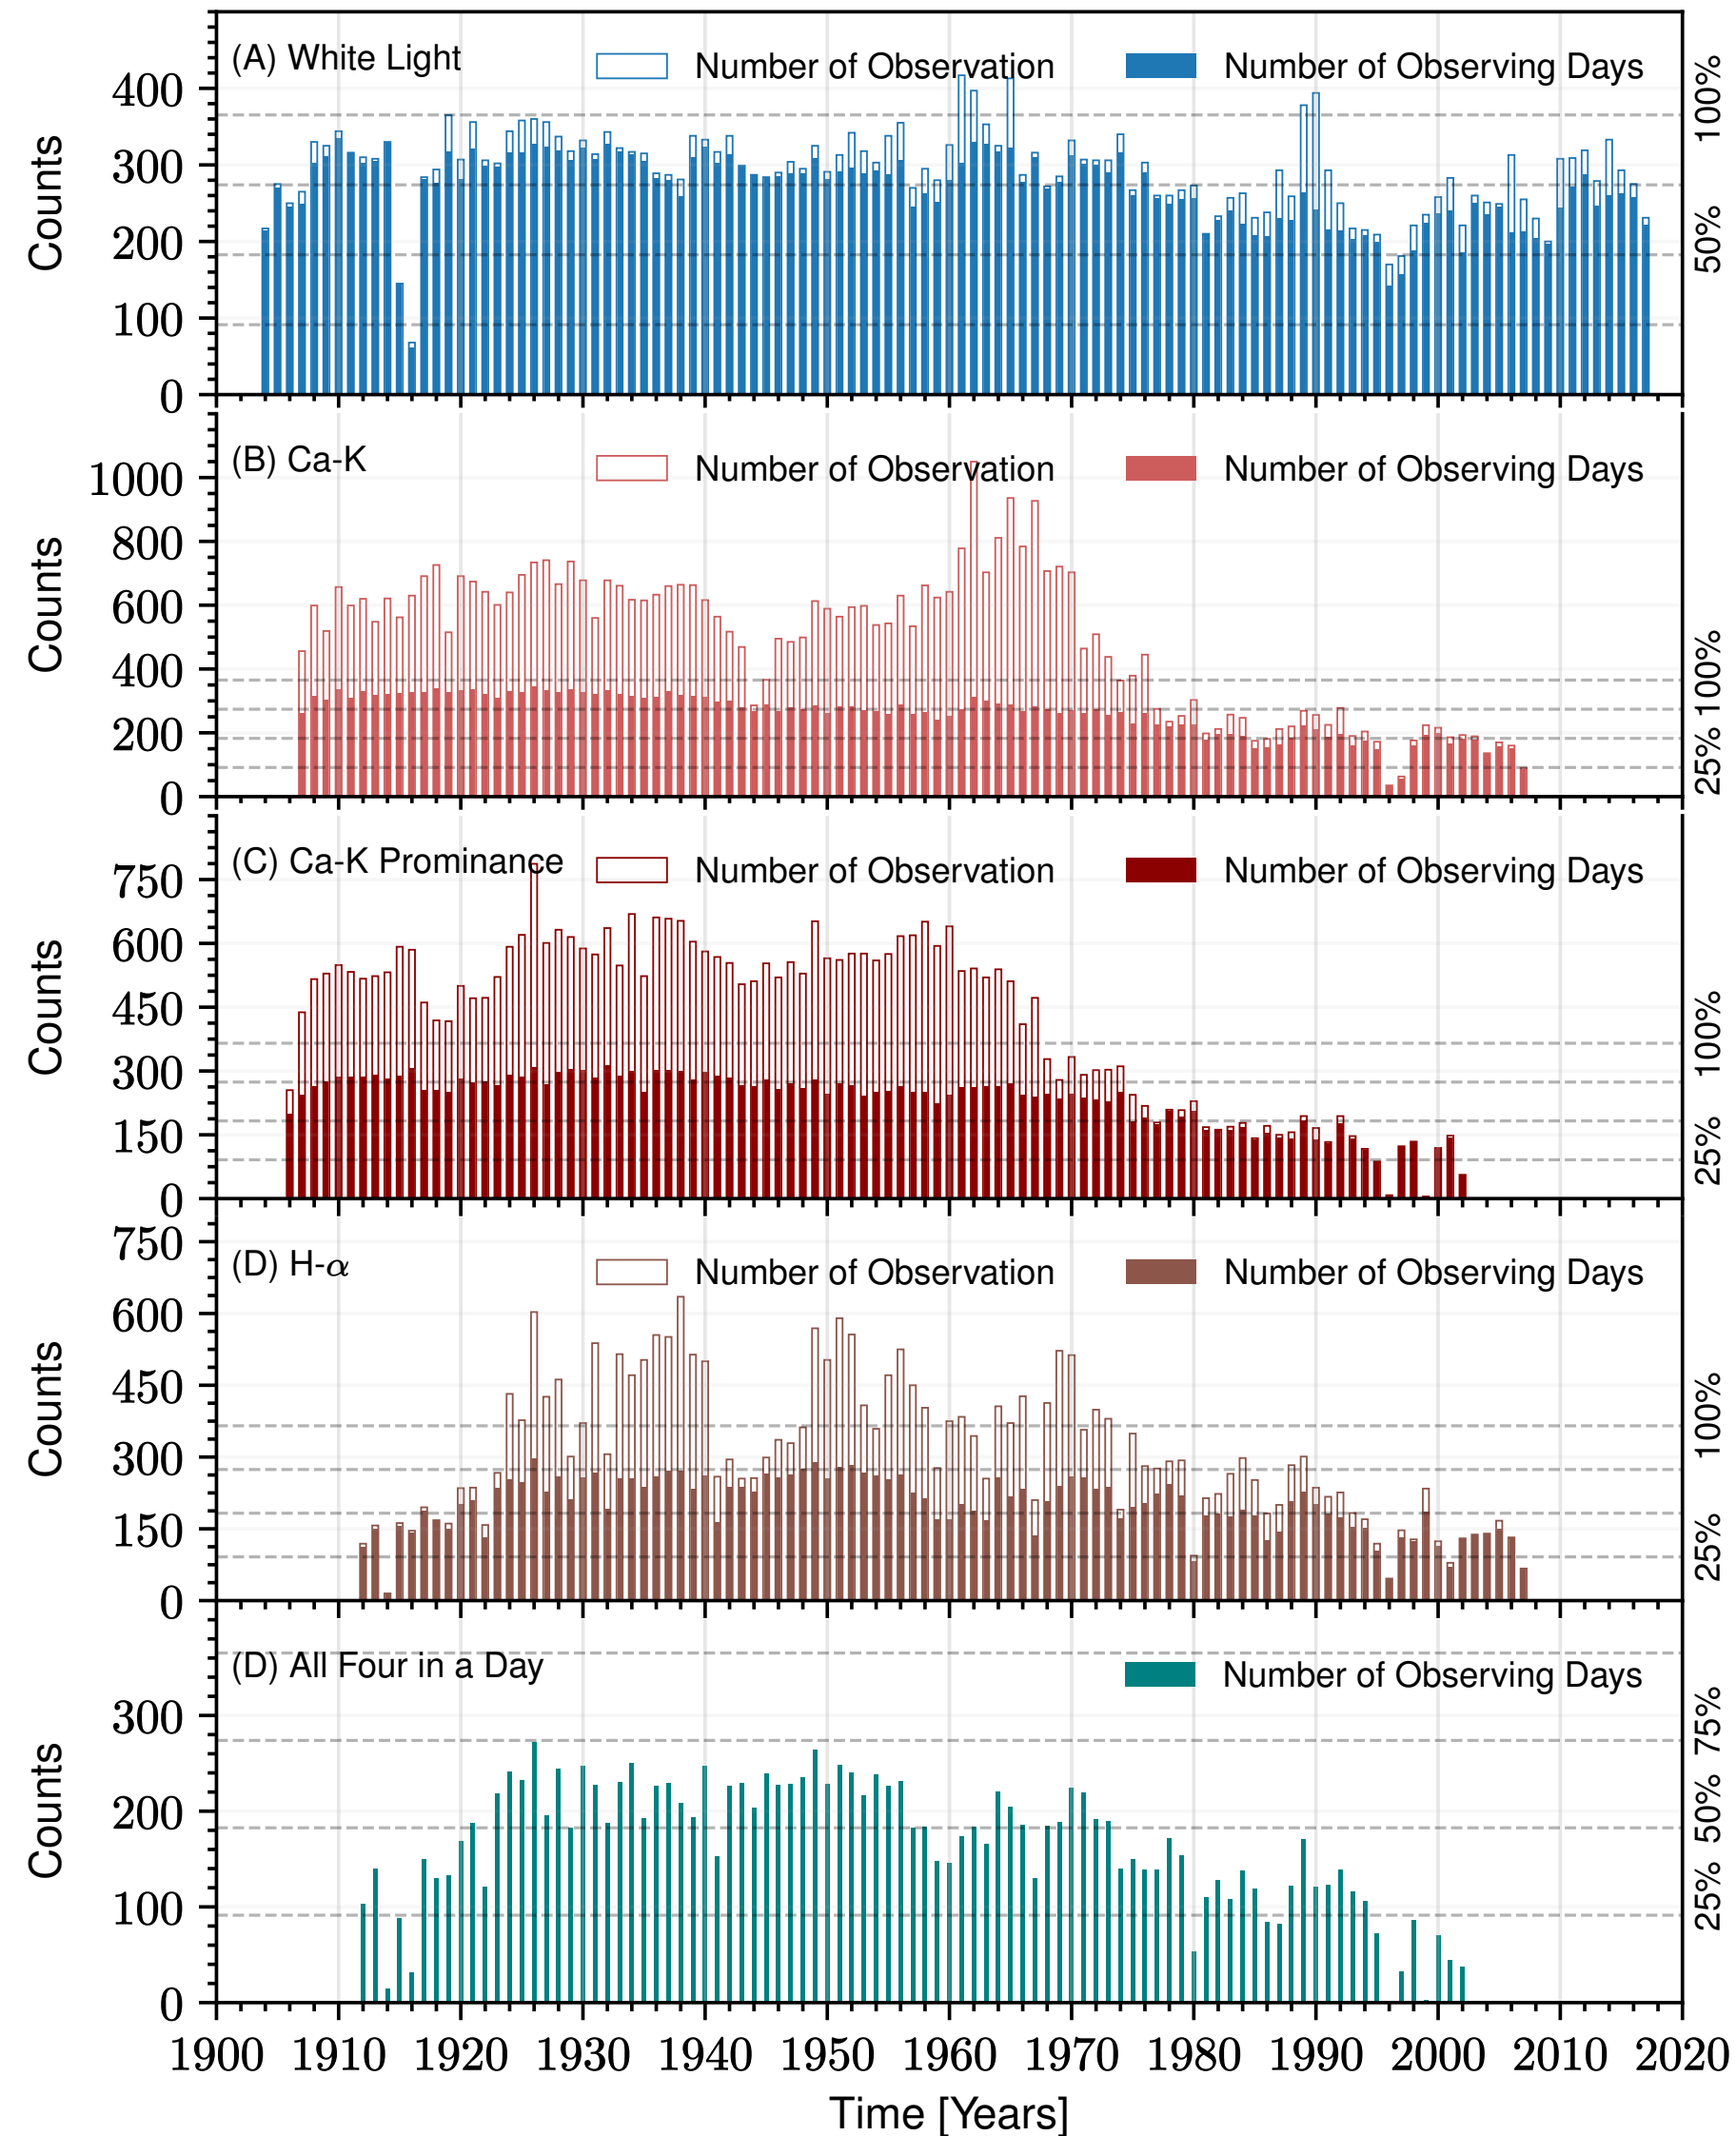 (A) White Light
Number of Observation
Number of Observing Days
Counts
400
300
200
100
0
100%
50%
(B) Ca-K
Number of Observation
Number of Observing Days
Counts
1000
800
600
400
200
0
100%
25%
(C) Ca-K Prominance
Number of Observation
Number of Observing Days
Counts
750
600
450
300
150
0
100%
25%
(D) H-α
Number of Observation
Number of Observing Days
Counts
750
600
450
300
150
0
100%
25%
(D) All Four in a Day
Number of Observing Days
Counts
300
200
100
0
75%
50%
25%
1900 1910 1920 1930 1940 1950 1960 1970 1980 1990 2000 2010 2020
Time [Years]